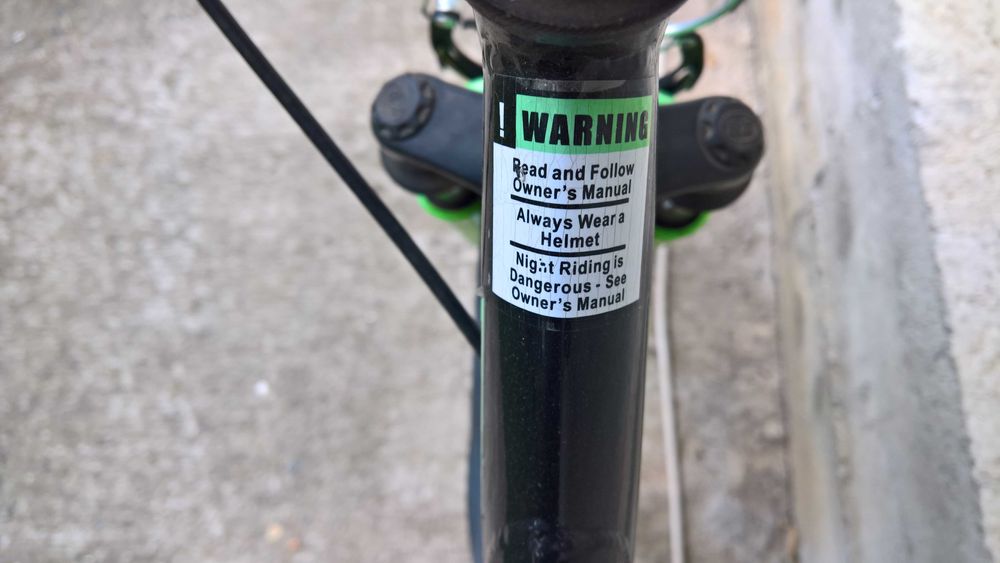 ! WARNING
Read and Follow
Owner's Manual
Always Wear a
Helmet
Night Riding is
Dangerous - See
Owner's Manual